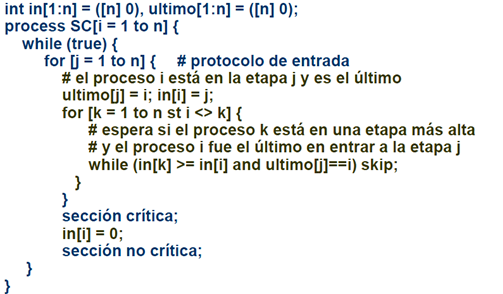 int in[1:n] = ([n] 0), ultimo[1:n] = ([n] 0);
process SC[i = 1 to n] {
while (true) {
for [j = 1 to n] { # protocolo de entrada
# el proceso i está en la etapa j y es el último
ultimo[j] = i; in[i] = j;
for [k = 1 to n st i <> k] {
# espera si el proceso k está en una etapa más alta
# y el proceso i fue el último en entrar a la etapa j
while (in[k] >= in[i] and ultimo[j]==i) skip;
}
}
sección crítica;
in[i] = 0;
sección no crítica;
}
}